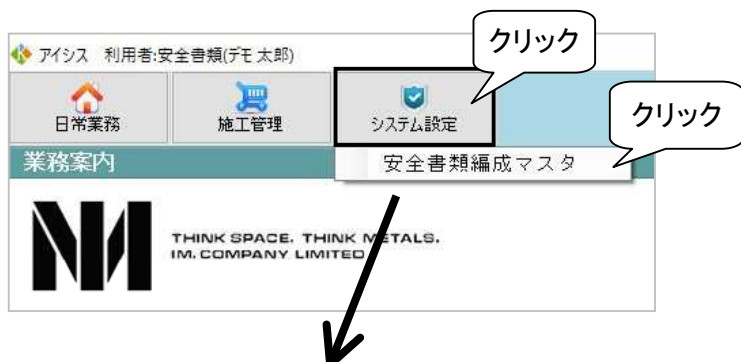 クリック
アイシス 利用者:安全書類(デモ太郎)
日常業務
施工管理
システム設定
クリック
業務案内
安全書類編成マスタ
THINK SPACE. THINK METALS.
IM. COMPANY LIMITED